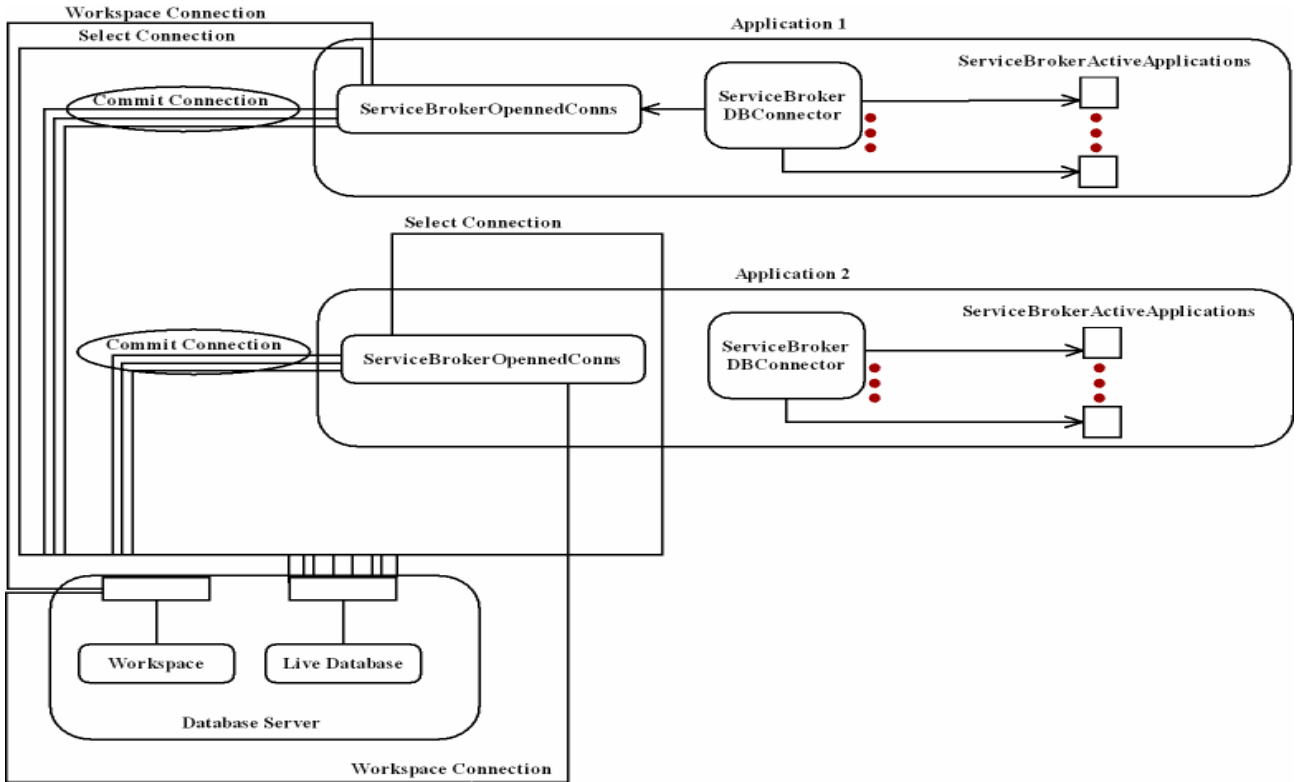 Workspace Connection
Application 1
Select Connection
ServiceBrokerActiveApplications
Commit Connection
ServiceBrokerOpennedConns
ServiceBroker
DBConnector
Select Connection
Application 2
ServiceBrokerActiveApplications
Commit Connection
ServiceBrokerOpennedConns
ServiceBroker
DBConnector
Workspace
Live Database
Database Server
Workspace Connection